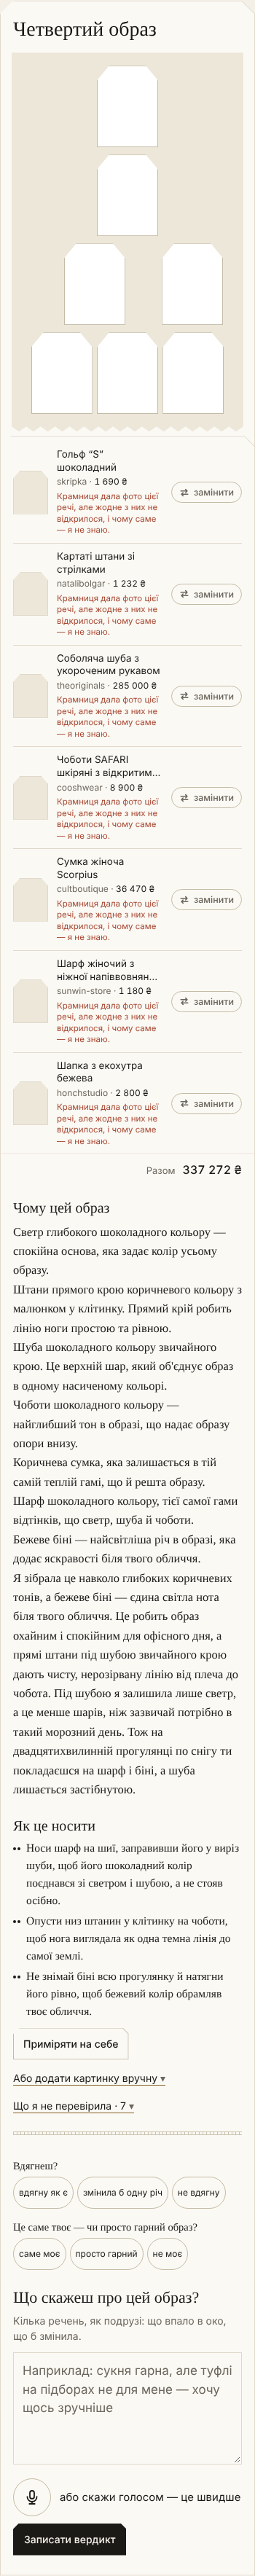 Четвертий образ
Гольф “S”
шоколадний
skripka · 1 690 ₴
Крамниця дала фото цієї
речі, але жодне з них не
відкрилося, і чому саме
— я не знаю.
замінити
Картаті штани зі
стрілками
natalibolgar · 1 232 ₴
Крамниця дала фото цієї
речі, але жодне з них не
відкрилося, і чому саме
— я не знаю.
замінити
Соболяча шуба з
укороченим рукавом
theoriginals · 285 000 ₴
Крамниця дала фото цієї
речі, але жодне з них не
відкрилося, і чому саме
— я не знаю.
замінити
Чоботи SAFARI
шкіряні з відкритим…
cooshwear · 8 900 ₴
Крамниця дала фото цієї
речі, але жодне з них не
відкрилося, і чому саме
— я не знаю.
замінити
Сумка жіноча
Scorpius
cultboutique · 36 470 ₴
Крамниця дала фото цієї
речі, але жодне з них не
відкрилося, і чому саме
— я не знаю.
замінити
Шарф жіночий з
ніжної напіввовнян…
sunwin-store · 1 180 ₴
Крамниця дала фото цієї
речі, але жодне з них не
відкрилося, і чому саме
— я не знаю.
замінити
Шапка з екохутра
бежева
honchstudio · 2 800 ₴
Крамниця дала фото цієї
речі, але жодне з них не
відкрилося, і чому саме
— я не знаю.
замінити
Разом 337 272 ₴
Чому цей образ
Светр глибокого шоколадного кольору —
спокійна основа, яка задає колір усьому
образу.
Штани прямого крою коричневого кольору з
малюнком у клітинку. Прямий крій робить
лінію ноги простою та рівною.
Шуба шоколадного кольору звичайного
крою. Це верхній шар, який об'єднує образ
в одному насиченому кольорі.
Чоботи шоколадного кольору —
найглибший тон в образі, що надає образу
опори внизу.
Коричнева сумка, яка залишається в тій
самій теплій гамі, що й решта образу.
Шарф шоколадного кольору, тієї самої гами
відтінків, що светр, шуба й чоботи.
Бежеве біні — найсвітліша річ в образі, яка
додає яскравості біля твого обличчя.
Я зібрала це навколо глибоких коричневих
тонів, а бежеве біні — єдина світла нота
біля твого обличчя. Це робить образ
охайним і спокійним для офісного дня, а
прямі штани під шубою звичайного крою
дають чисту, нерозірвану лінію від плеча до
чобота. Під шубою я залишила лише светр,
а це менше шарів, ніж зазвичай потрібно в
такий морозний день. Тож на
двадцятихвилинній прогулянці по снігу ти
покладаєшся на шарф і біні, а шуба
лишається застібнутою.
Як це носити
Носи шарф на шиї, заправивши його у виріз
шуби, щоб його шоколадний колір
поєднався зі светром і шубою, а не стояв
осібно.
Опусти низ штанин у клітинку на чоботи,
щоб нога виглядала як одна темна лінія до
самої землі.
Не знімай біні всю прогулянку й натягни
його рівно, щоб бежевий колір обрамляв
твоє обличчя.
Приміряти на себе
Або додати картинку вручну ▾
Що я не перевірила · 7 ▾
Вдягнеш?
вдягну як є
змінила б одну річ
не вдягну
Це саме твоє — чи просто гарний образ?
саме моє
просто гарний
не моє
Що скажеш про цей образ?
Кілька речень, як подрузі: що впало в око,
що б змінила.
Наприклад: сукня гарна, але туфлі
на підборах не для мене — хочу
щось зручніше
або скажи голосом — це швидше
Записати вердикт